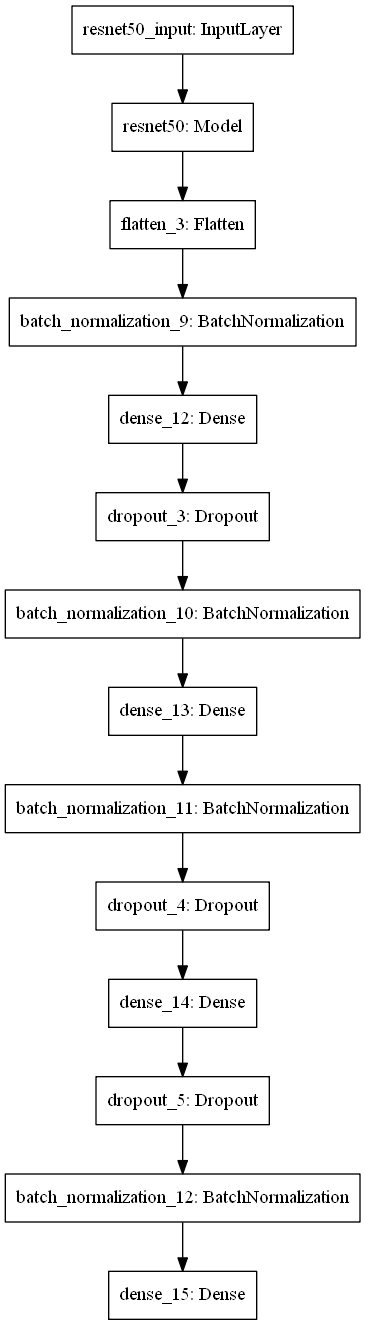 resnet50_input: InputLayer
resnet50: Model
flatten_3: Flatten
batch_normalization_9: BatchNormalization
dense_12: Dense
dropout_3: Dropout
batch_normalization_10: BatchNormalization
dense_13: Dense
batch_normalization_11: BatchNormalization
dropout_4: Dropout
dense_14: Dense
dropout_5: Dropout
batch_normalization_12: BatchNormalization
dense_15: Dense